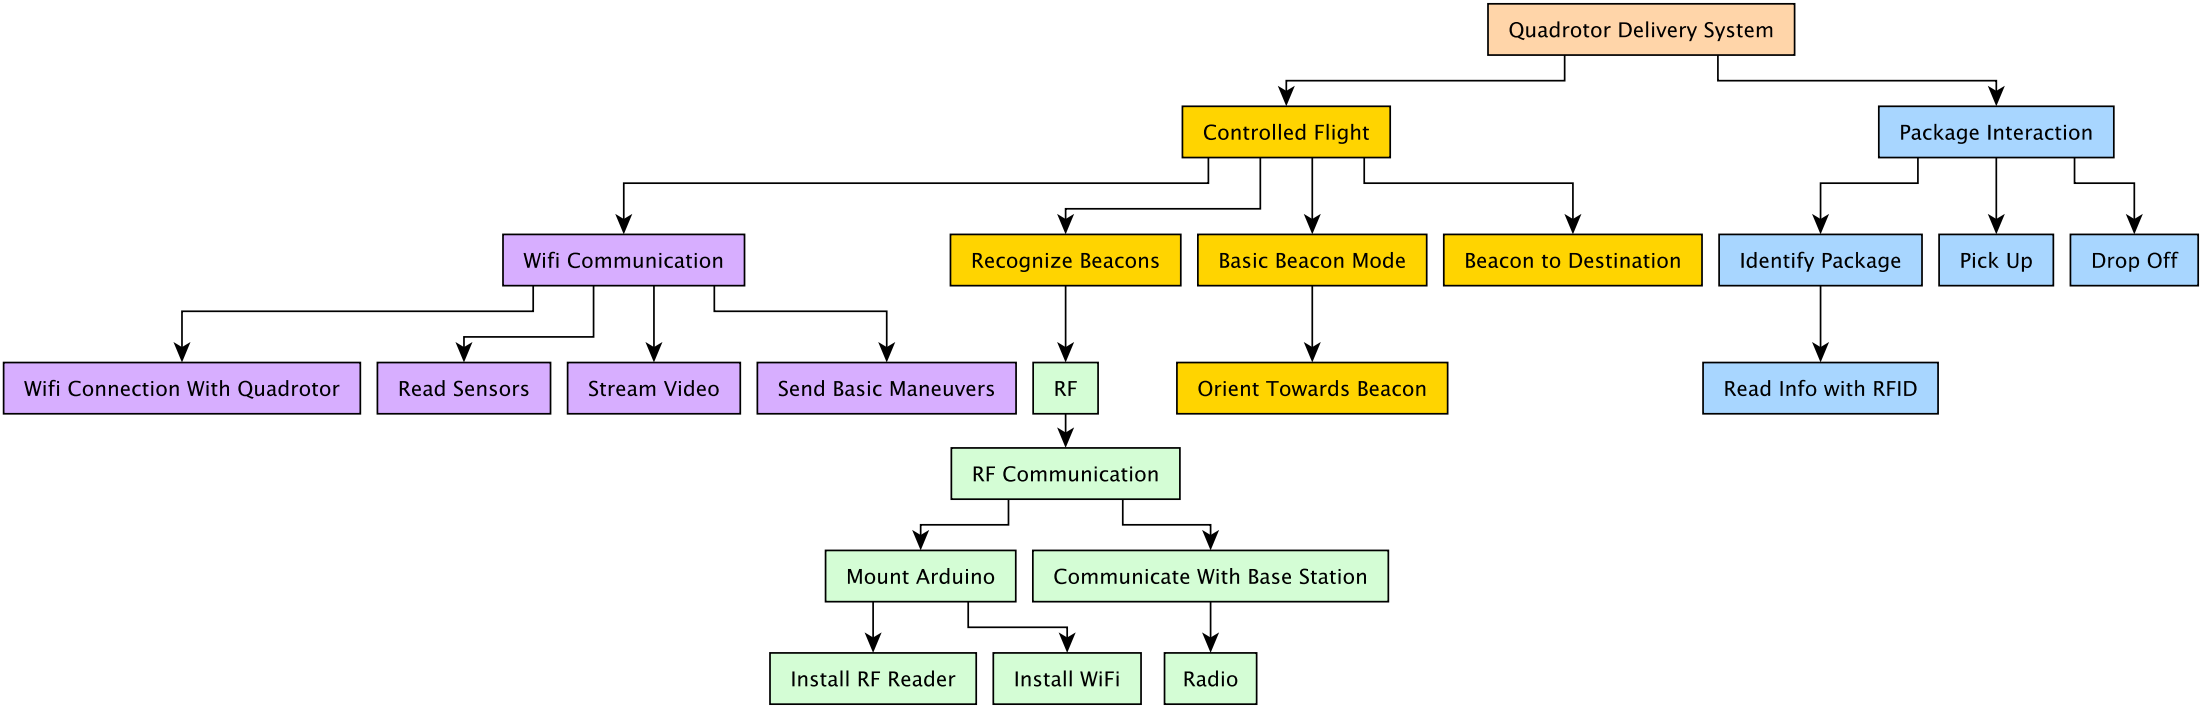 Quadrotor Delivery System
Controlled Flight
Package Interaction
Wifi Communication
Recognize Beacons
Basic Beacon Mode
Beacon to Destination
Identify Package
Pick Up
Drop Off
Wifi Connection With Quadrotor
Read Sensors
Stream Video
Send Basic Maneuvers
RF
Orient Towards Beacon
Read Info with RFID
RF Communication
Mount Arduino
Communicate With Base Station
Install RF Reader
Install WiFi
Radio